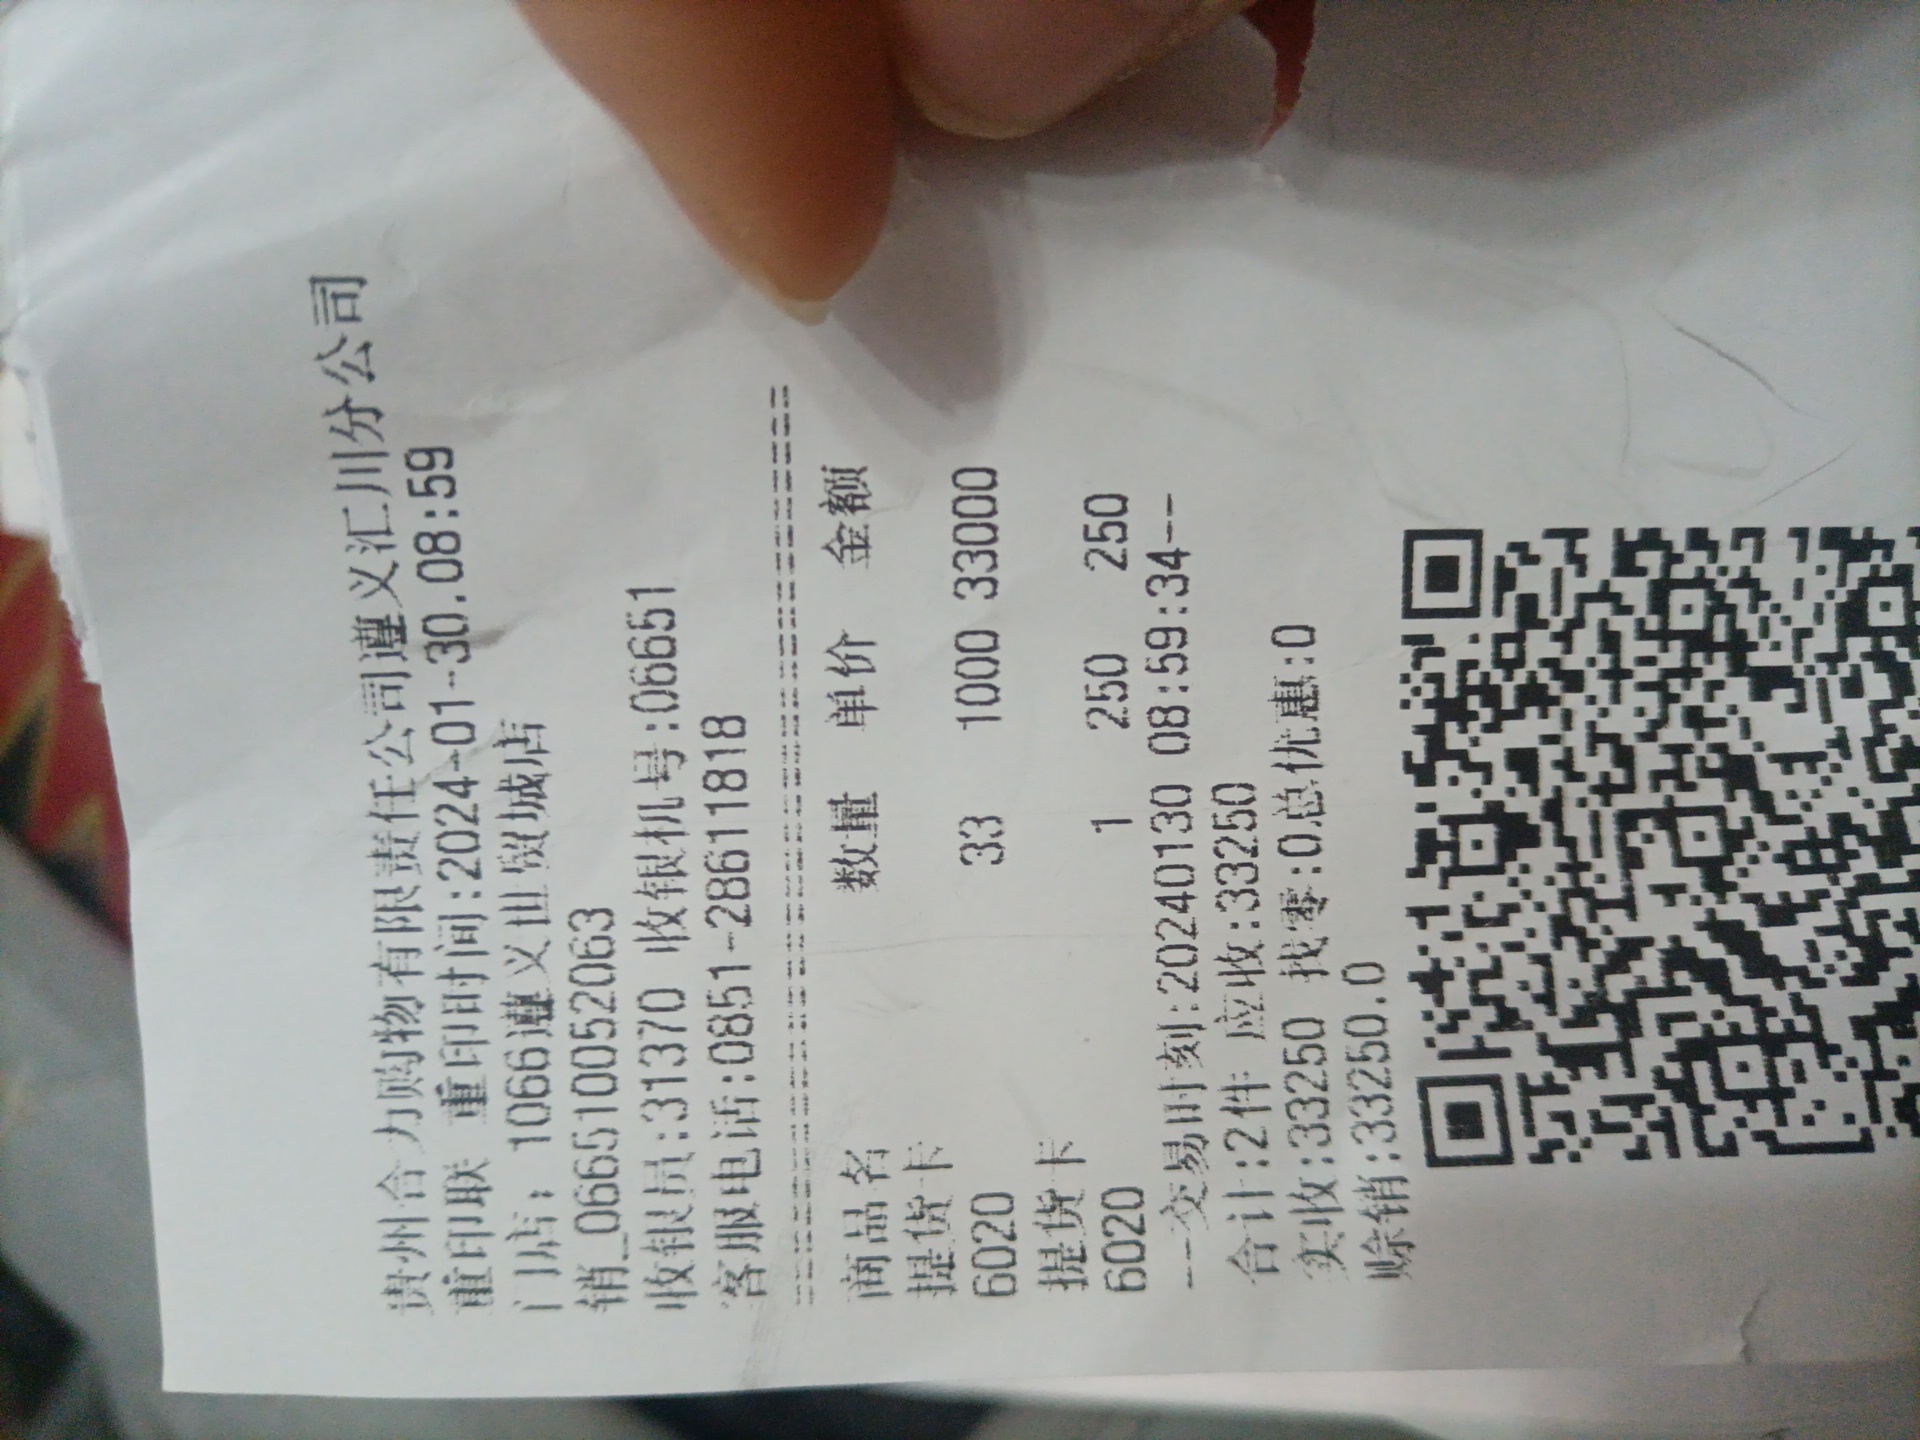 贵州合力购物有限责任公司遵义汇川分公司
重印联 重印时间:2024-01-30.08:59
门店: 1066遵义世贸城店
销_066510052063
收银员:31370 收银机号:06651
客服电话:0851-28611818
商品名 数量 单价 金额
提货卡
6020 33 1000 33000
提货卡
6020 1 250 250
---交易时刻:20240130 08:59:34--
合计:2件 应收:33250
实收:33250 找零:0总优惠:0
赊销:33250.0